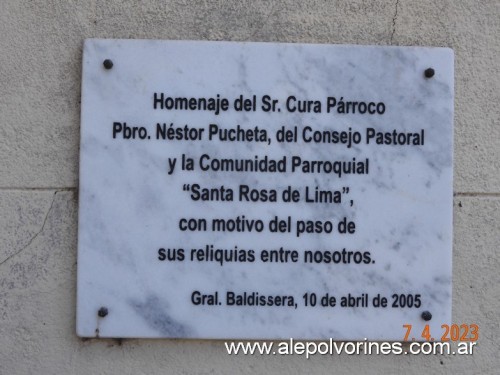 Homenaje del Sr. Cura Párroco
Pbro. Néstor Pucheta, del Consejo Pastoral
y la Comunidad Parroquial
“Santa Rosa de Lima”,
con motivo del paso de
sus reliquias entre nosotros.
Gral. Baldissera, 10 de abril de 2005
7.4.2023
www.alepolvorines.com.ar